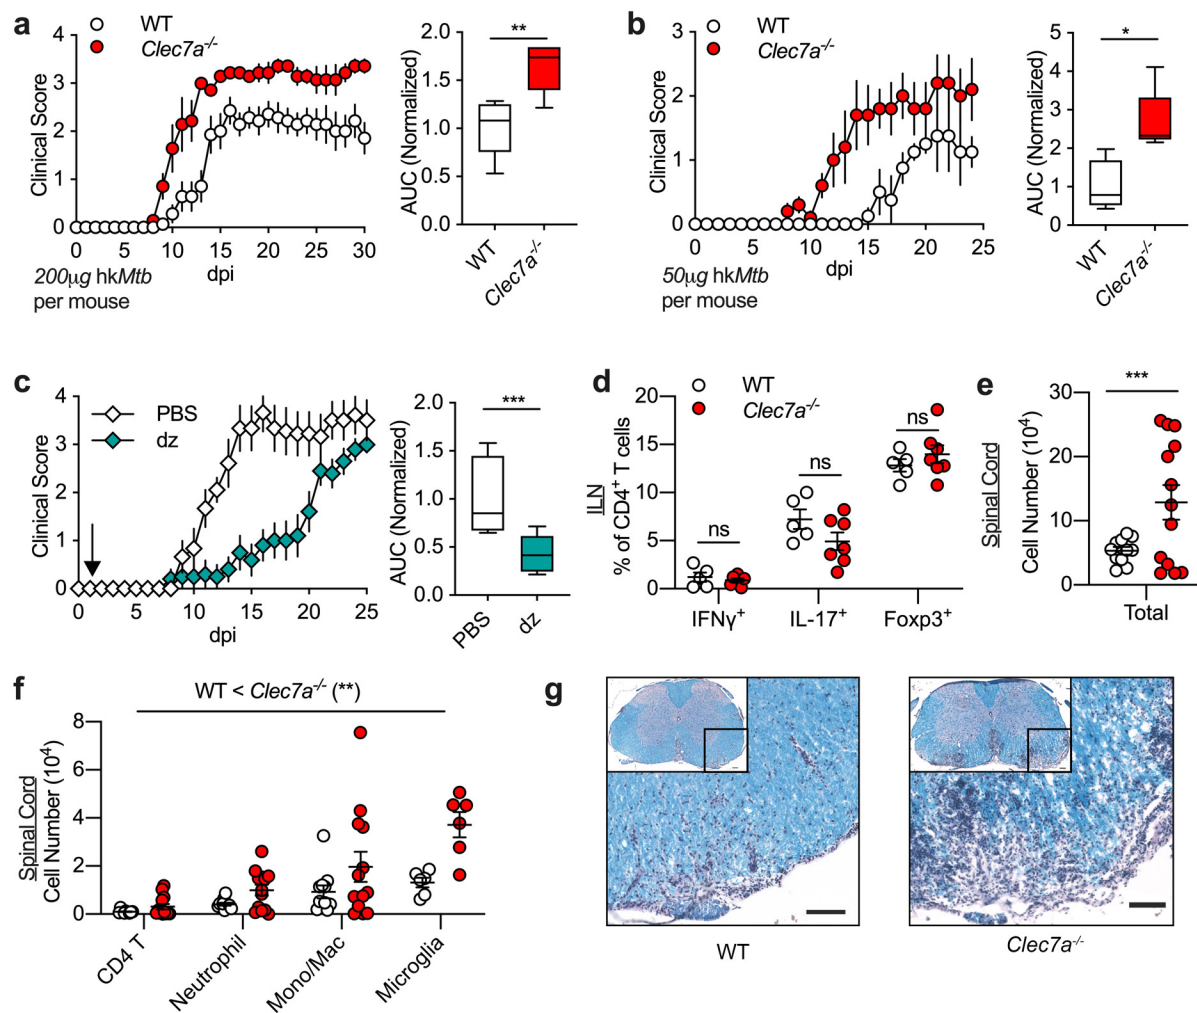 a
WT
Clec7a-/-
4
3
2
1
0
Clinical Score
0 5 10 15 20 25 30
dpi
200μg hkMtb
per mouse
2.0
1.5
1.0
0.5
0.0
AUC (Normalized)
**
WT
Clec7a-/-
b
WT
Clec7a-/-
3
2
1
0
Clinical Score
0 5 10 15 20 25
dpi
50μg hkMtb
per mouse
5
4
3
2
1
0
AUC (Normalized)
*
WT
Clec7a-/-
c
PBS
dz
4
3
2
1
0
Clinical Score
0 5 10 15 20 25
dpi
2.0
1.5
1.0
0.5
0.0
AUC (Normalized)
***
PBS
dz
d
WT
Clec7a-/-
20
15
10
5
0
ILN
% of CD4+ T cells
ns
ns
ns
IFNγ+ IL-17+ Foxp3+
e
***
30
20
10
0
Spinal Cord
Cell Number (10⁴)
Total
f
WT < Clec7a-/- (**)
8
6
4
2
0
Spinal Cord
Cell Number (10⁴)
CD4 T
Neutrophil
Mono/Mac
Microglia
g
WT
Clec7a-/-